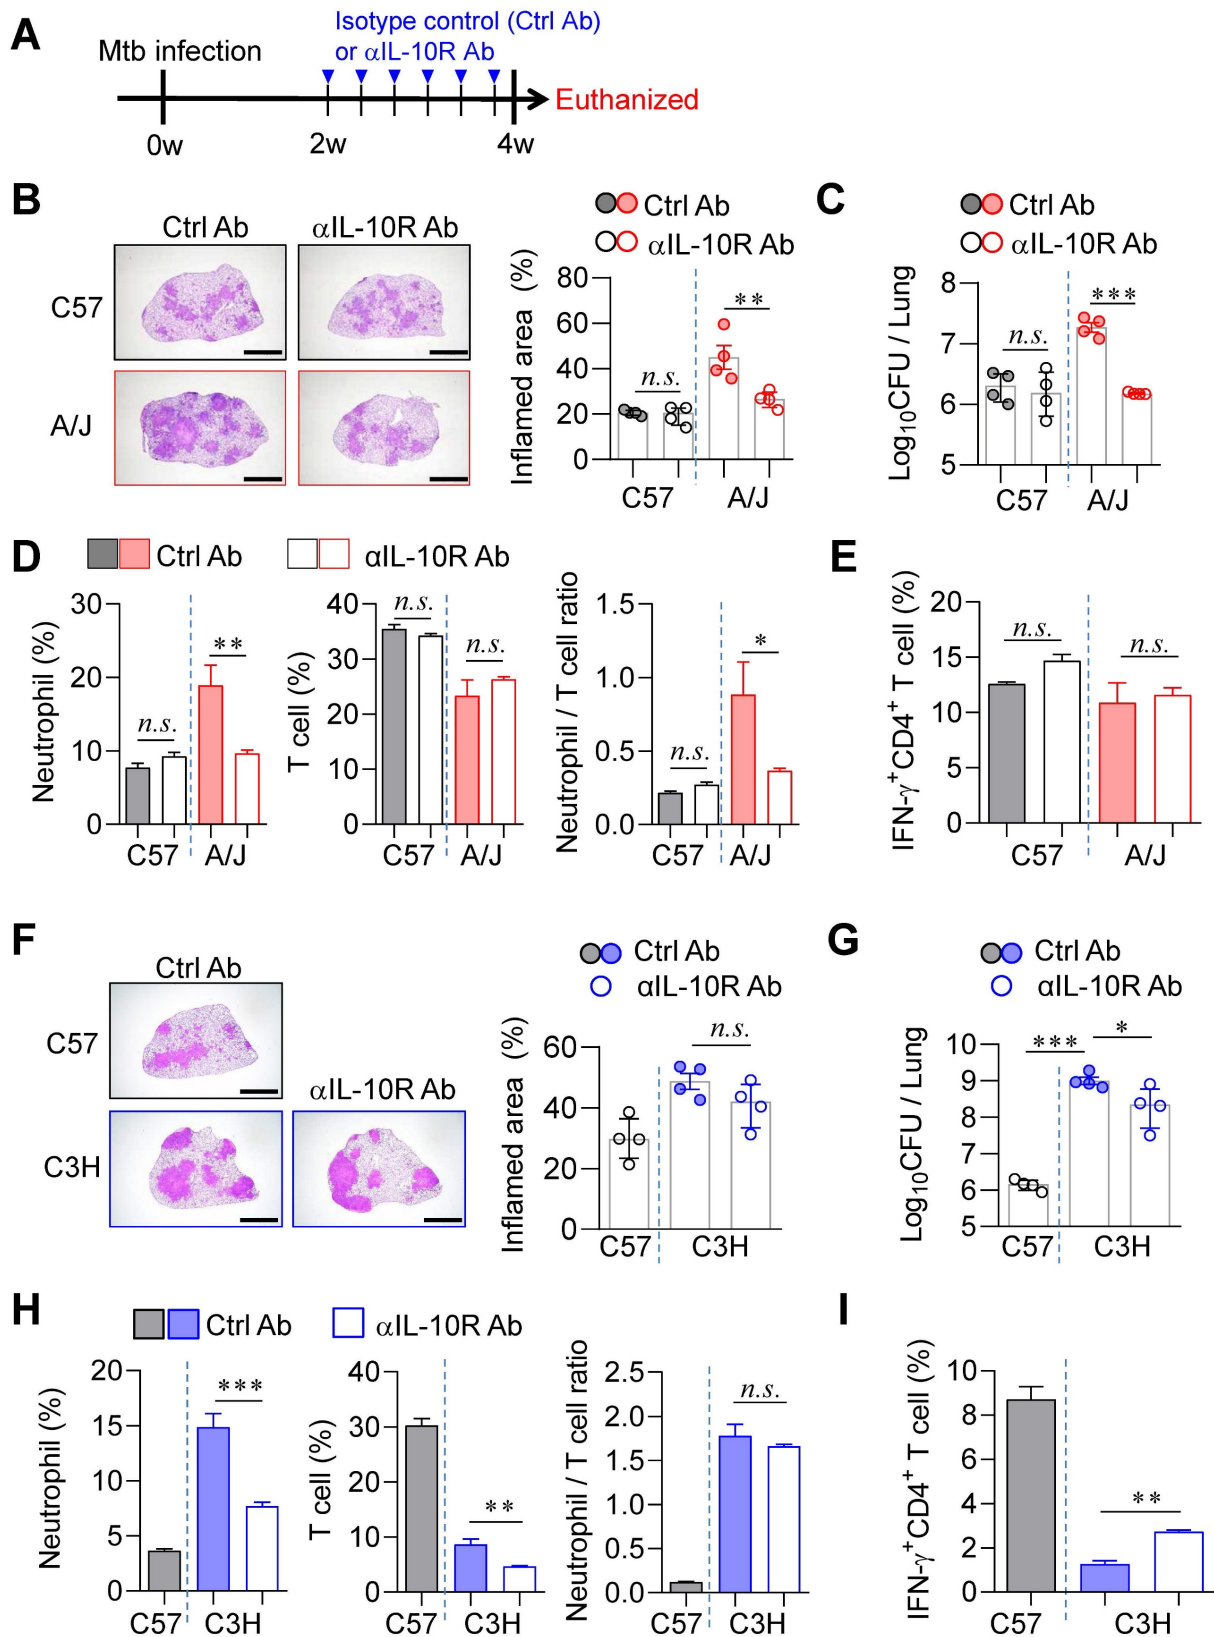 A
Isotype control (Ctrl Ab)
or αIL-10R Ab
Mtb infection
Euthanized
0w
2w
4w
B
Ctrl Ab
αIL-10R Ab
C57
A/J
Ctrl Ab
αIL-10R Ab
Inflamed area (%)
80
60
40
20
0
n.s.
**
C57
A/J
C
Ctrl Ab
αIL-10R Ab
Log10CFU / Lung
8
7
6
5
n.s.
***
C57
A/J
D
Ctrl Ab
αIL-10R Ab
Neutrophil (%)
30
20
10
0
n.s.
**
C57
A/J
T cell (%)
40
30
20
10
0
n.s.
n.s.
C57
A/J
Neutrophil / T cell ratio
1.5
1.0
0.5
0.0
n.s.
*
C57
A/J
E
IFN-γ+CD4+ T cell (%)
20
15
10
5
0
n.s.
n.s.
C57
A/J
F
Ctrl Ab
C57
αIL-10R Ab
C3H
Ctrl Ab
αIL-10R Ab
Inflamed area (%)
60
40
20
0
n.s.
C57
C3H
G
Ctrl Ab
αIL-10R Ab
Log10CFU / Lung
10
9
8
7
6
5
***
*
C57
C3H
H
Ctrl Ab
αIL-10R Ab
Neutrophil (%)
20
15
10
5
0
***
C57
C3H
T cell (%)
40
30
20
10
0
**
C57
C3H
Neutrophil / T cell ratio
2.5
2.0
1.5
1.0
0.5
0.0
n.s.
C57
C3H
I
IFN-γ+CD4+ T cell (%)
10
8
6
4
2
0
**
C57
C3H